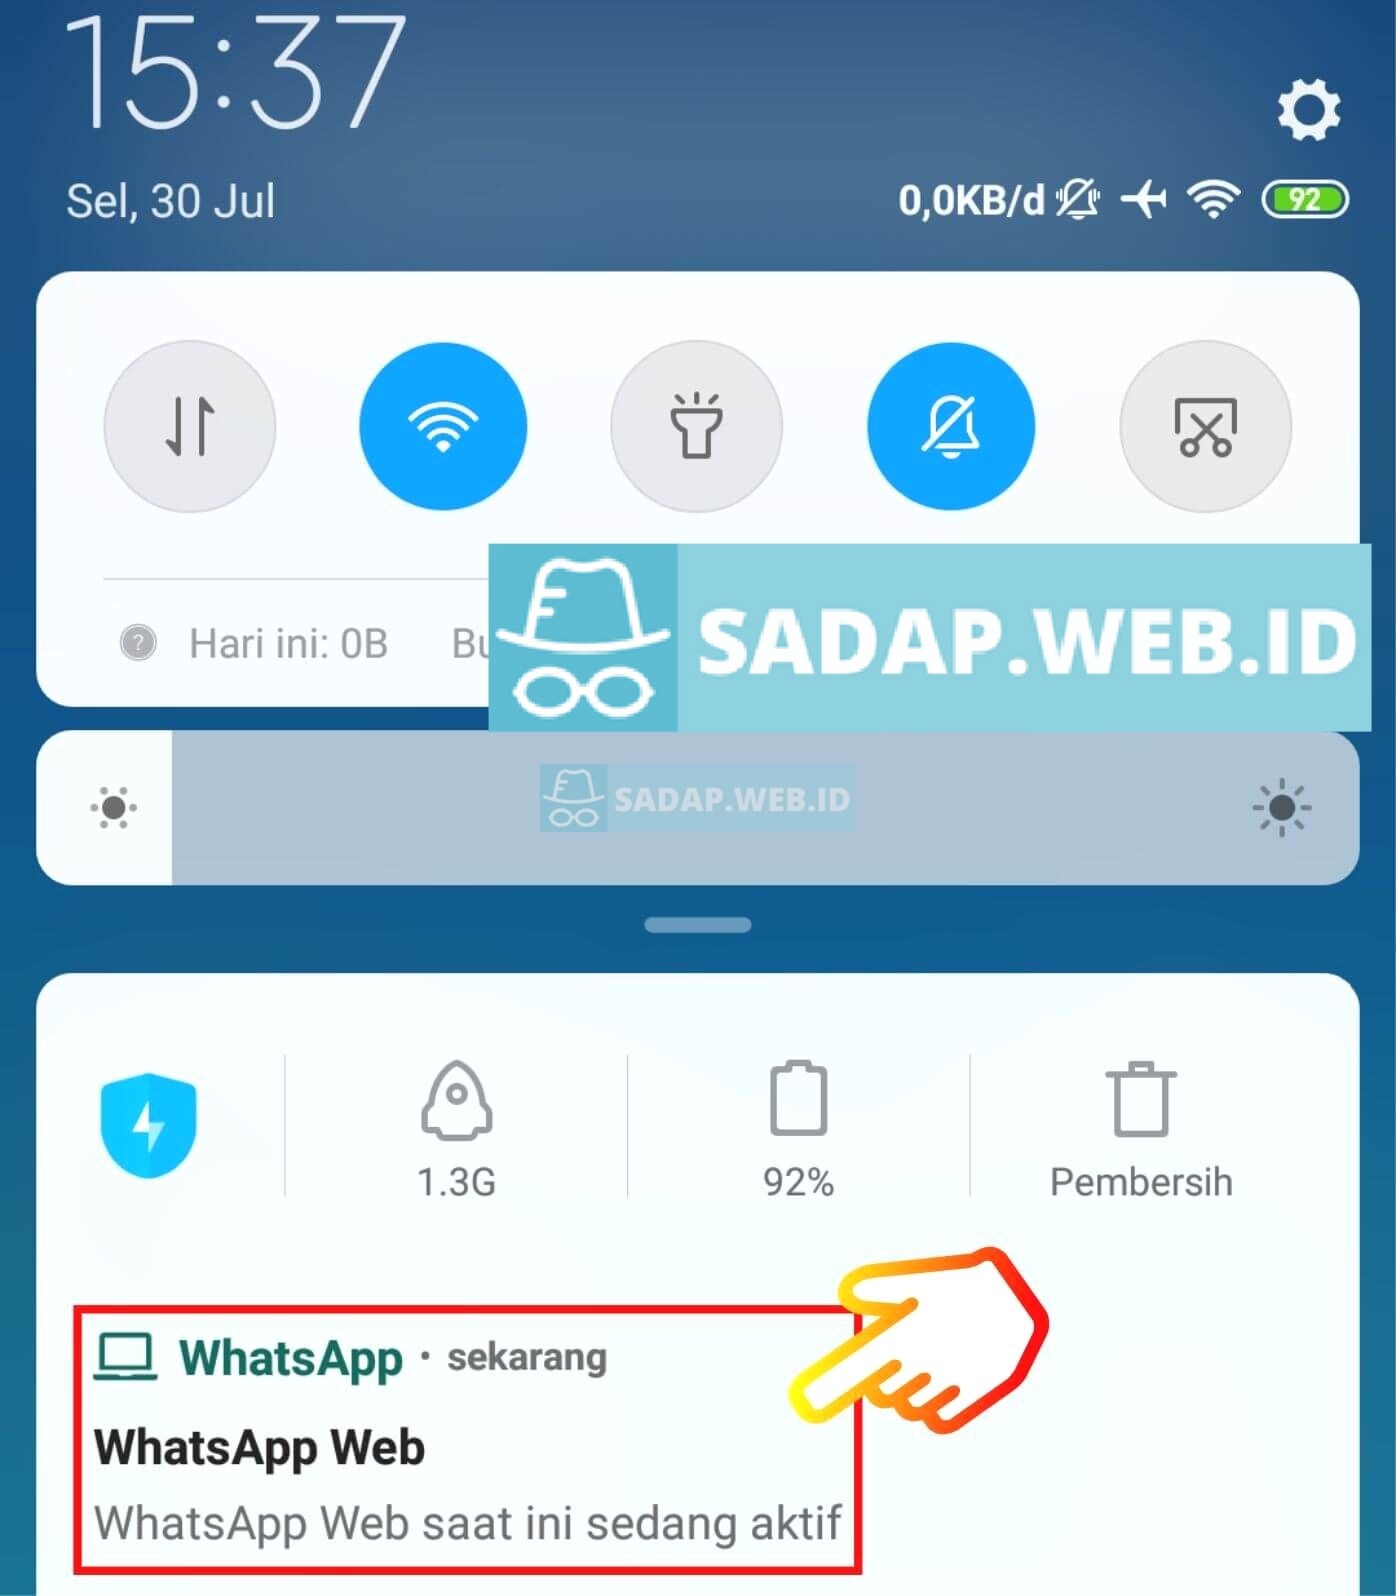 15:37
Sel, 30 Jul
0,0KB/d
92
Hari ini: 0B
SADAP.WEB.ID
SADAP.WEB.ID
1.3G
92%
Pembersih
WhatsApp · sekarang
WhatsApp Web
WhatsApp Web saat ini sedang aktif